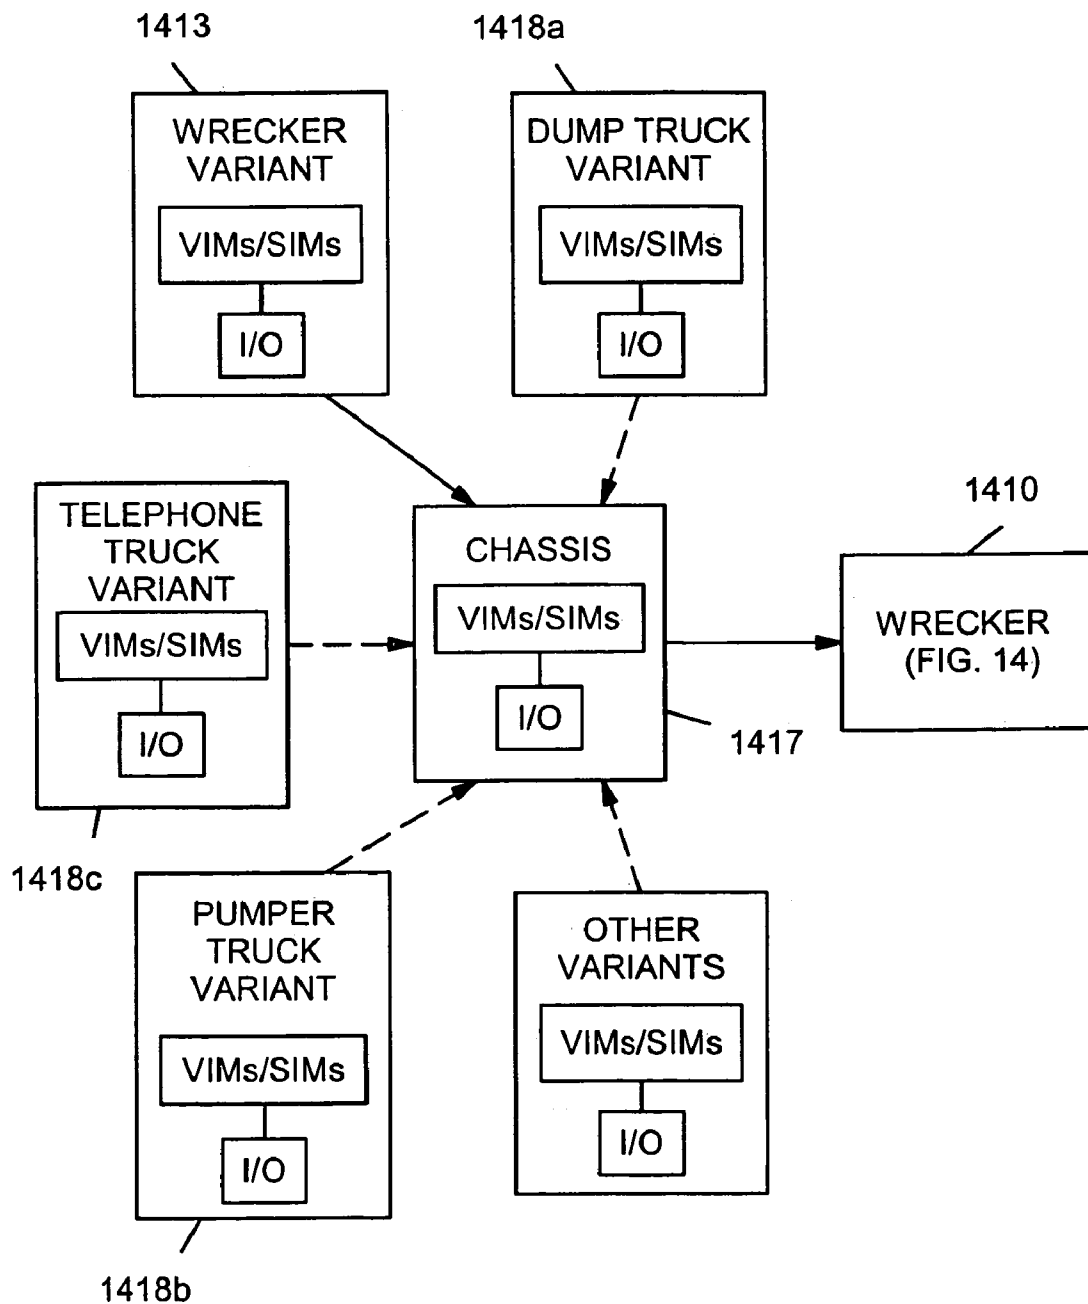 1413
1418a
WRECKER
VARIANT
VIMs/SIMs
I/O
DUMP TRUCK
VARIANT
VIMs/SIMs
I/O
TELEPHONE
TRUCK
VARIANT
VIMs/SIMs
I/O
1418c
CHASSIS
VIMs/SIMs
I/O
1417
1410
WRECKER
(FIG. 14)
PUMPER
TRUCK
VARIANT
VIMs/SIMs
I/O
1418b
OTHER
VARIANTS
VIMs/SIMs
I/O